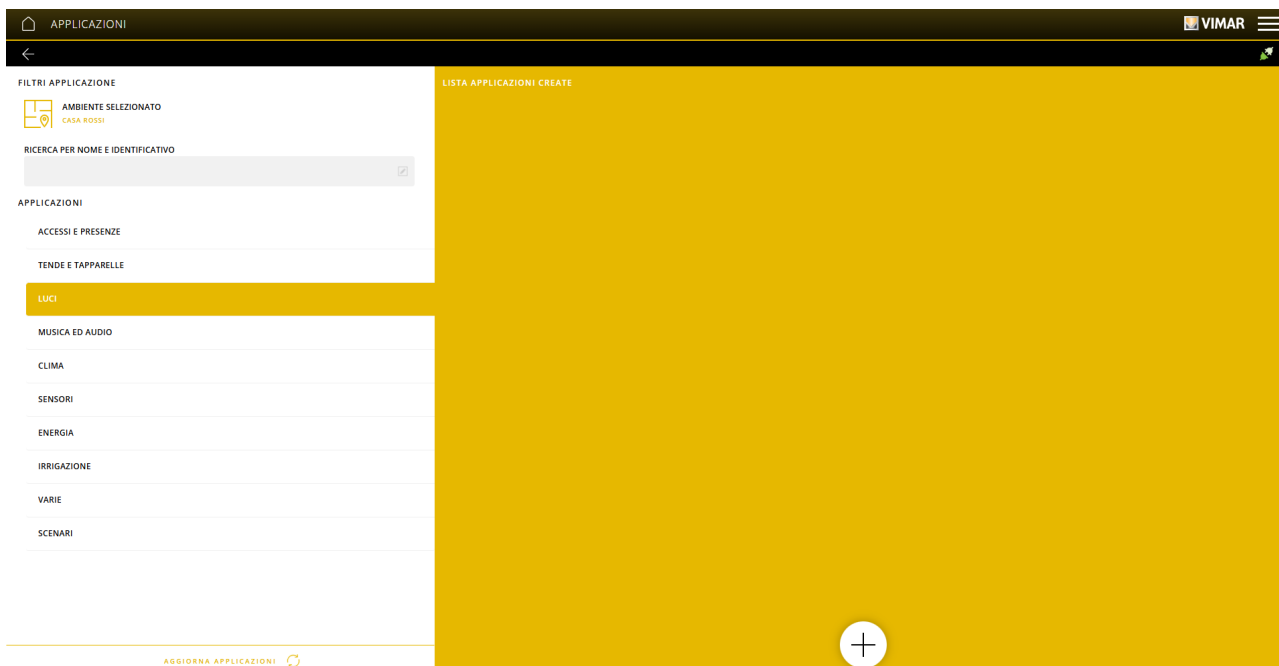 APPLICAZIONI
VIMAR
FILTRI APPLICAZIONE
AMBIENTE SELEZIONATO
CASA ROSSI
RICERCA PER NOME E IDENTIFICATIVO
APPLICAZIONI
ACCESSI E PRESENZE
TENDE E TAPPARELLE
LUCI
MUSICA ED AUDIO
CLIMA
SENSORI
ENERGIA
IRRIGAZIONE
VARIE
SCENARI
AGGIORNA APPLICAZIONI
LISTA APPLICAZIONI CREATE